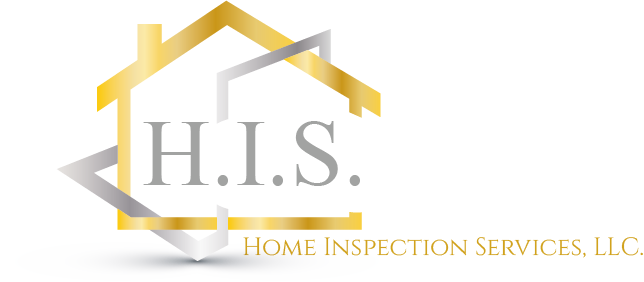 H.I.S.
Home Inspection Services, LLC.